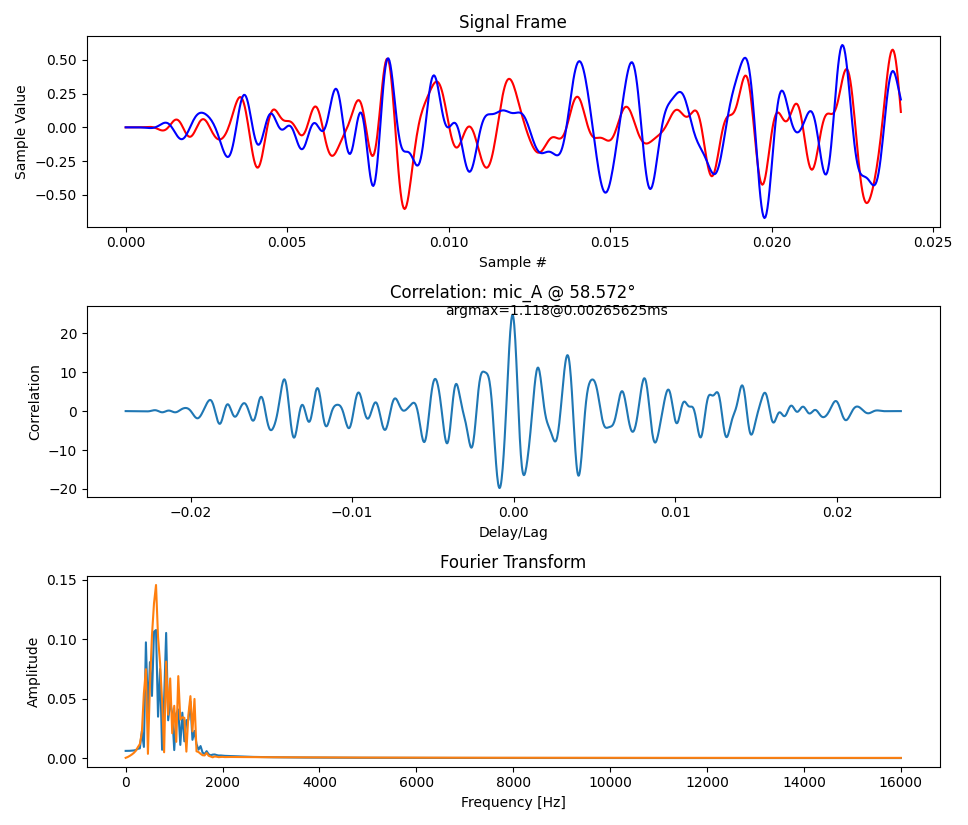 Signal Frame
0.50
0.25
0.00
−0.25
−0.50
Sample Value
0.000 0.005 0.010 0.015 0.020 0.025
Sample #
Correlation: mic_A @ 58.572°
argmax=1.118@0.00265625ms
20
10
0
−10
−20
Correlation
−0.02 −0.01 0.00 0.01 0.02
Delay/Lag
Fourier Transform
0.15
0.10
0.05
0.00
Amplitude
0 2000 4000 6000 8000 10000 12000 14000 16000
Frequency [Hz]